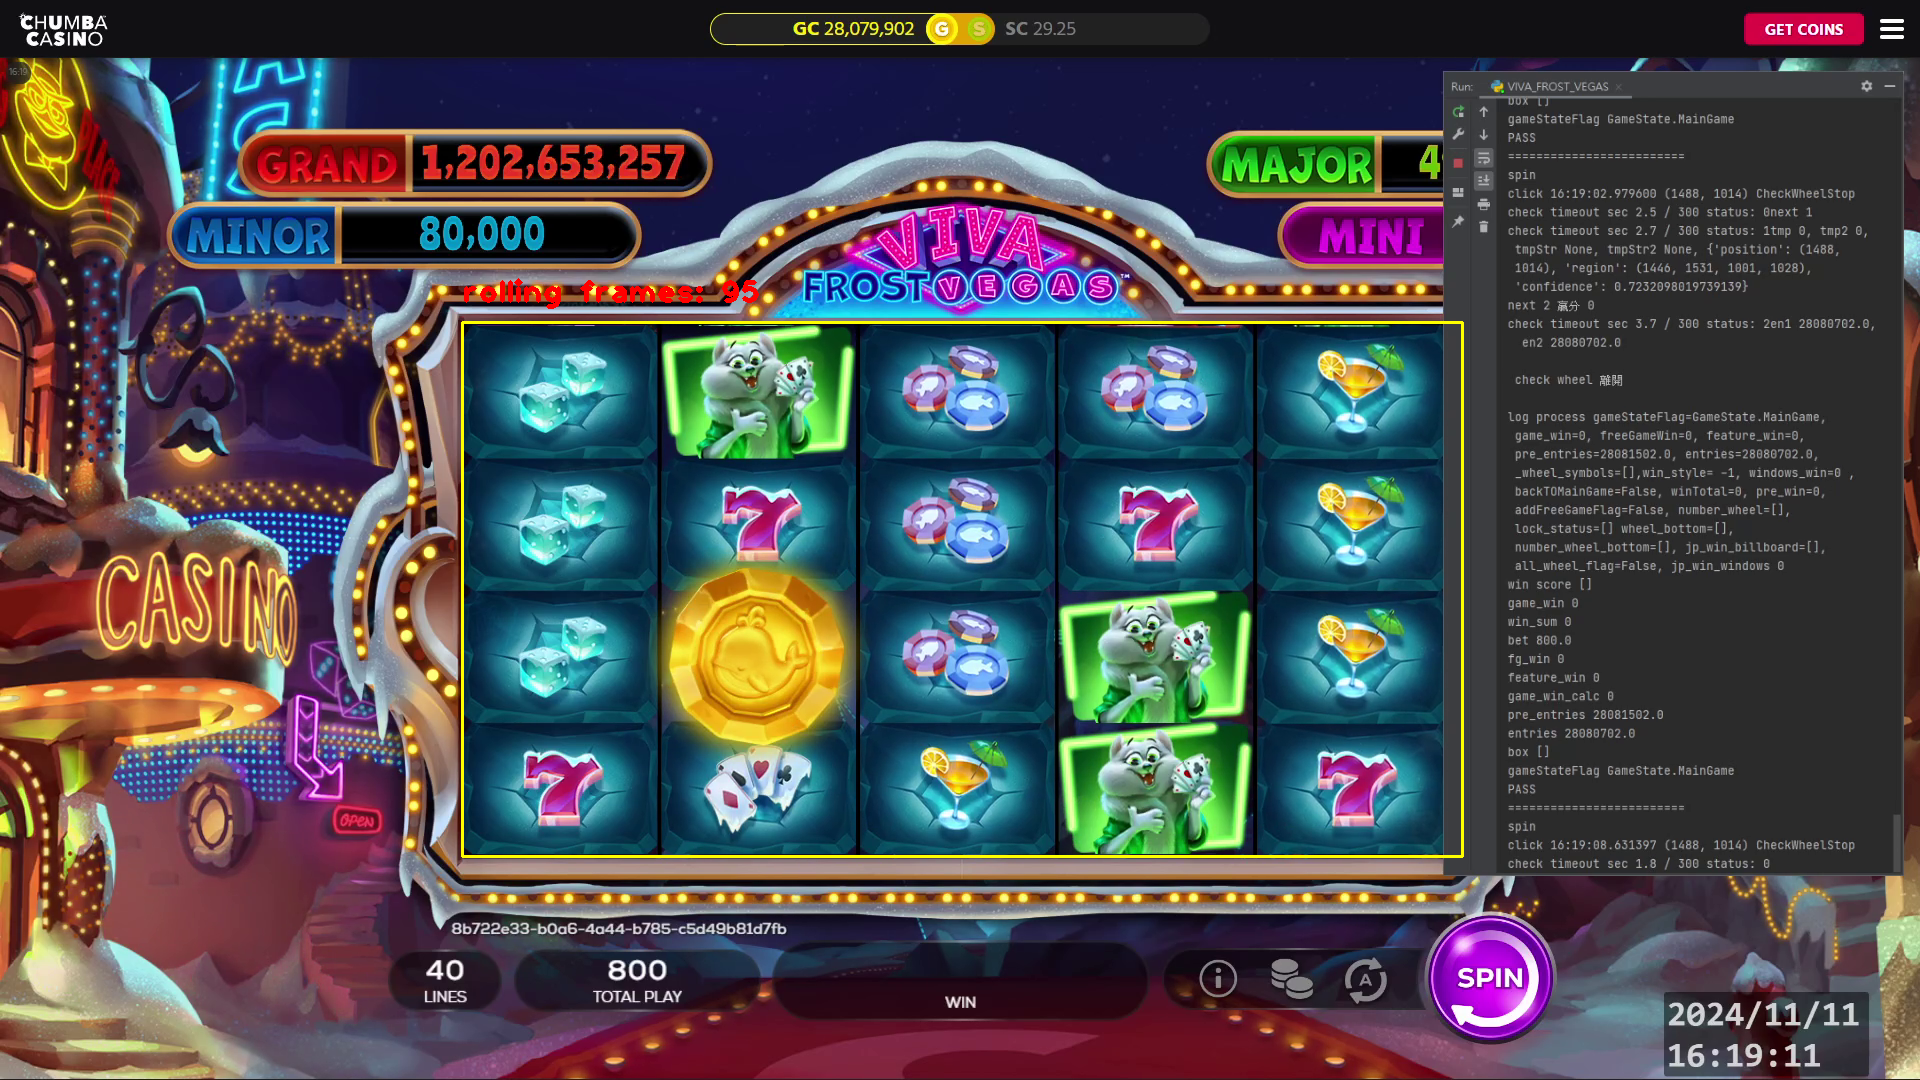 CHUMBA
CASINO
GC 28,079,902
G
S
SC 29.25
GET COINS
16:19
GRAND 1,202,653,257
MAJOR 4
MINOR 80,000
MINI
VIVA
FROST VEGAS™
rolling frames: 95
CASINO
OPEN
Run: VIVA_FROST_VEGAS
box []
gameStateFlag GameState.MainGame
PASS
=========================
spin
click 16:19:02.979600 (1488, 1014) CheckWheelStop
check timeout sec 2.5 / 300 status: 0next 1
check timeout sec 2.7 / 300 status: 1tmp 0, tmp2 0,
tmpStr None, tmpStr2 None, {'position': (1488,
1014), 'region': (1446, 1531, 1001, 1028),
'confidence': 0.7232098019739139}
next 2 贏分 0
check timeout sec 3.7 / 300 status: 2en1 28080702.0,
en2 28080702.0
check wheel 離開
log process gameStateFlag=GameState.MainGame,
game_win=0, freeGameWin=0, feature_win=0,
pre_entries=28081502.0, entries=28080702.0,
_wheel_symbols=[],win_style= -1, windows_win=0 ,
backTOMainGame=False, winTotal=0, pre_win=0,
addFreeGameFlag=False, number_wheel=[],
lock_status=[] wheel_bottom=[],
number_wheel_bottom=[], jp_win_billboard=[],
all_wheel_flag=False, jp_win_windows 0
win score []
game_win 0
win_sum 0
bet 800.0
fg_win 0
feature_win 0
game_win_calc 0
pre_entries 28081502.0
entries 28080702.0
box []
gameStateFlag GameState.MainGame
PASS
=========================
spin
click 16:19:08.631397 (1488, 1014) CheckWheelStop
check timeout sec 1.8 / 300 status: 0
8b722e33-b0a6-4a44-b785-c5d49b81d7fb
40
LINES
800
TOTAL PLAY
WIN
A
SPIN
2024/11/11
16:19:11